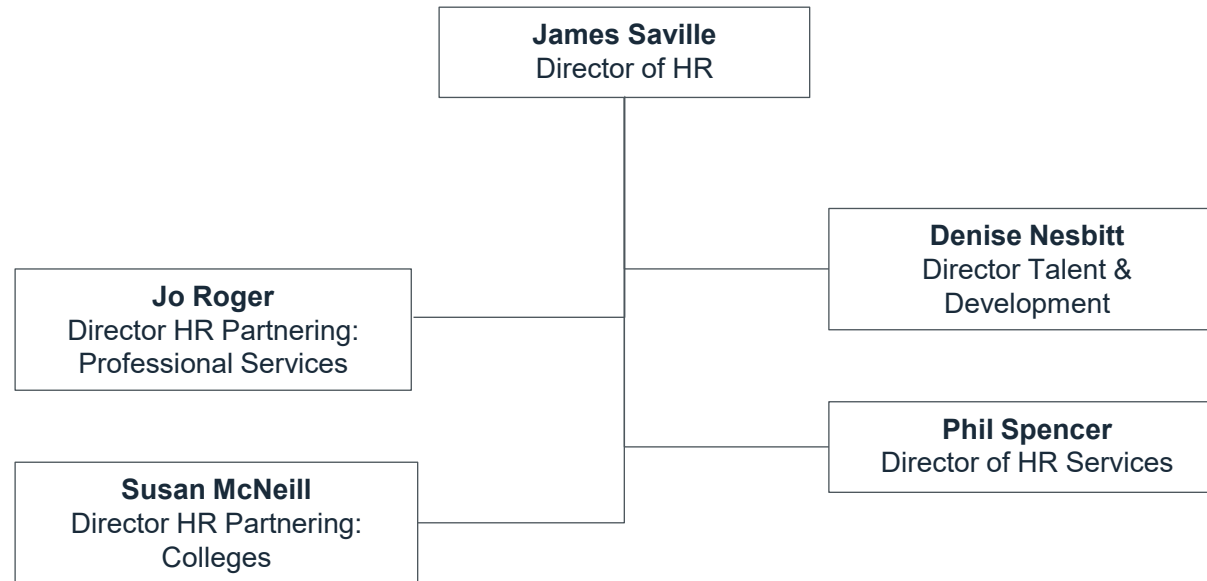 James Saville
Director of HR
Denise Nesbitt
Director Talent &
Development
Jo Roger
Director HR Partnering:
Professional Services
Phil Spencer
Director of HR Services
Susan McNeill
Director HR Partnering:
Colleges